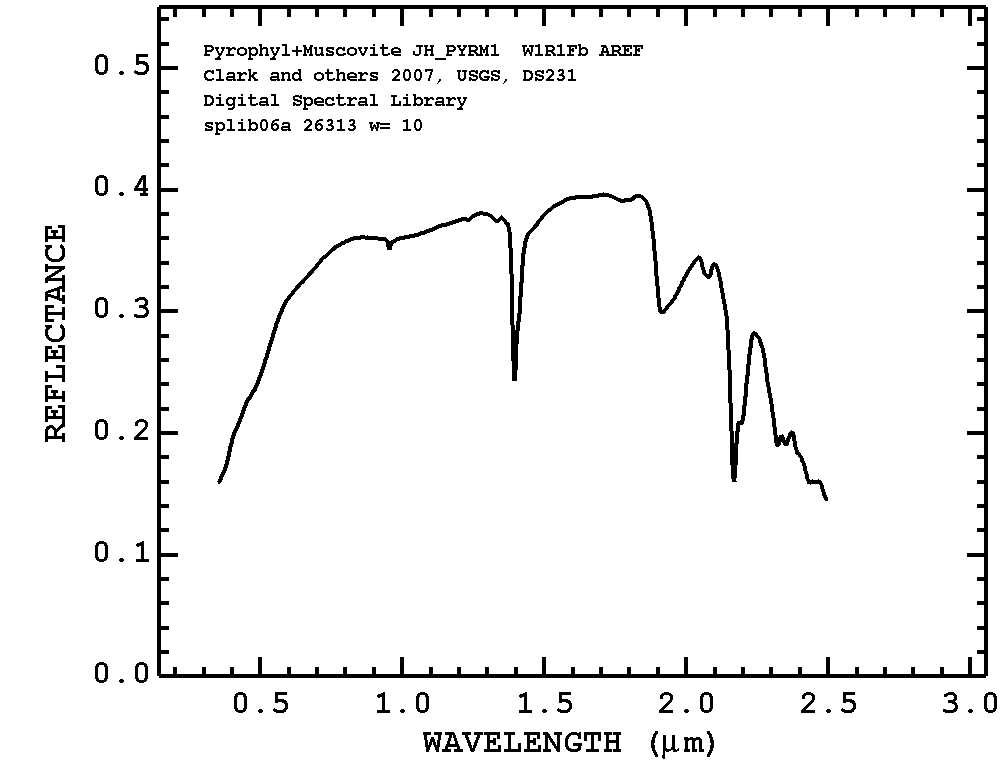 Pyrophyl+Muscovite JH_PYRM1  W1R1Fb AREF
Clark and others 2007, USGS, DS231
Digital Spectral Library
splib06a 26313 w= 10
0.5
0.4
0.3
0.2
0.1
0.0
REFLECTANCE
0.5 1.0 1.5 2.0 2.5 3.0
WAVELENGTH (μm)